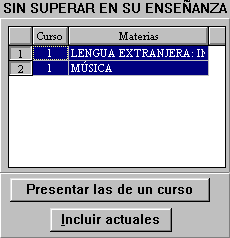 SIN SUPERAR EN SU ENSEÑANZA
Curso Materias
1 1 LENGUA EXTRANJERA: IN
2 1 MÚSICA
Presentar las de un curso
Incluir actuales